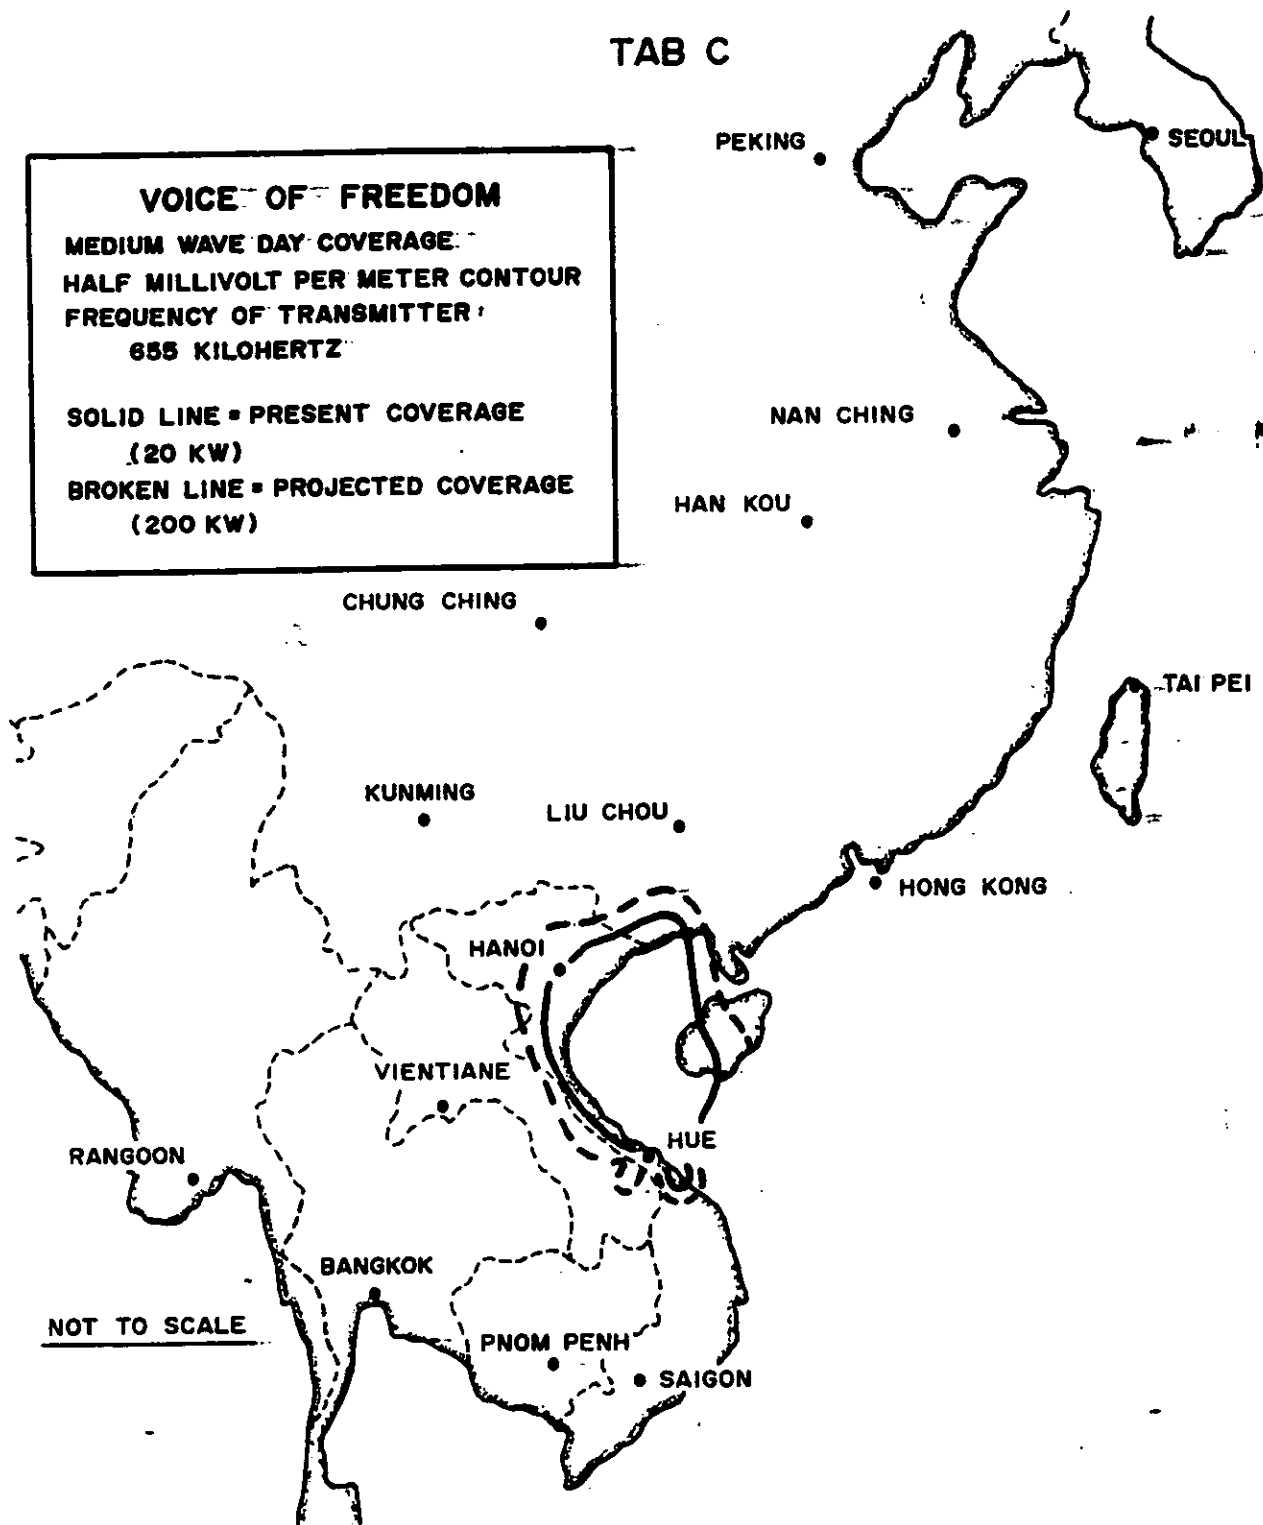 TAB C
PEKING
SEOUL
VOICE OF FREEDOM
MEDIUM WAVE DAY COVERAGE
HALF MILLIVOLT PER METER CONTOUR
FREQUENCY OF TRANSMITTER:
655 KILOHERTZ
SOLID LINE = PRESENT COVERAGE
(20 KW)
BROKEN LINE = PROJECTED COVERAGE
(200 KW)
NAN CHING
HAN KOU
CHUNG CHING
TAI PEI
KUNMING
LIU CHOU
HONG KONG
HANOI
VIENTIANE
HUE
RANGOON
BANGKOK
NOT TO SCALE
PNOM PENH
SAIGON